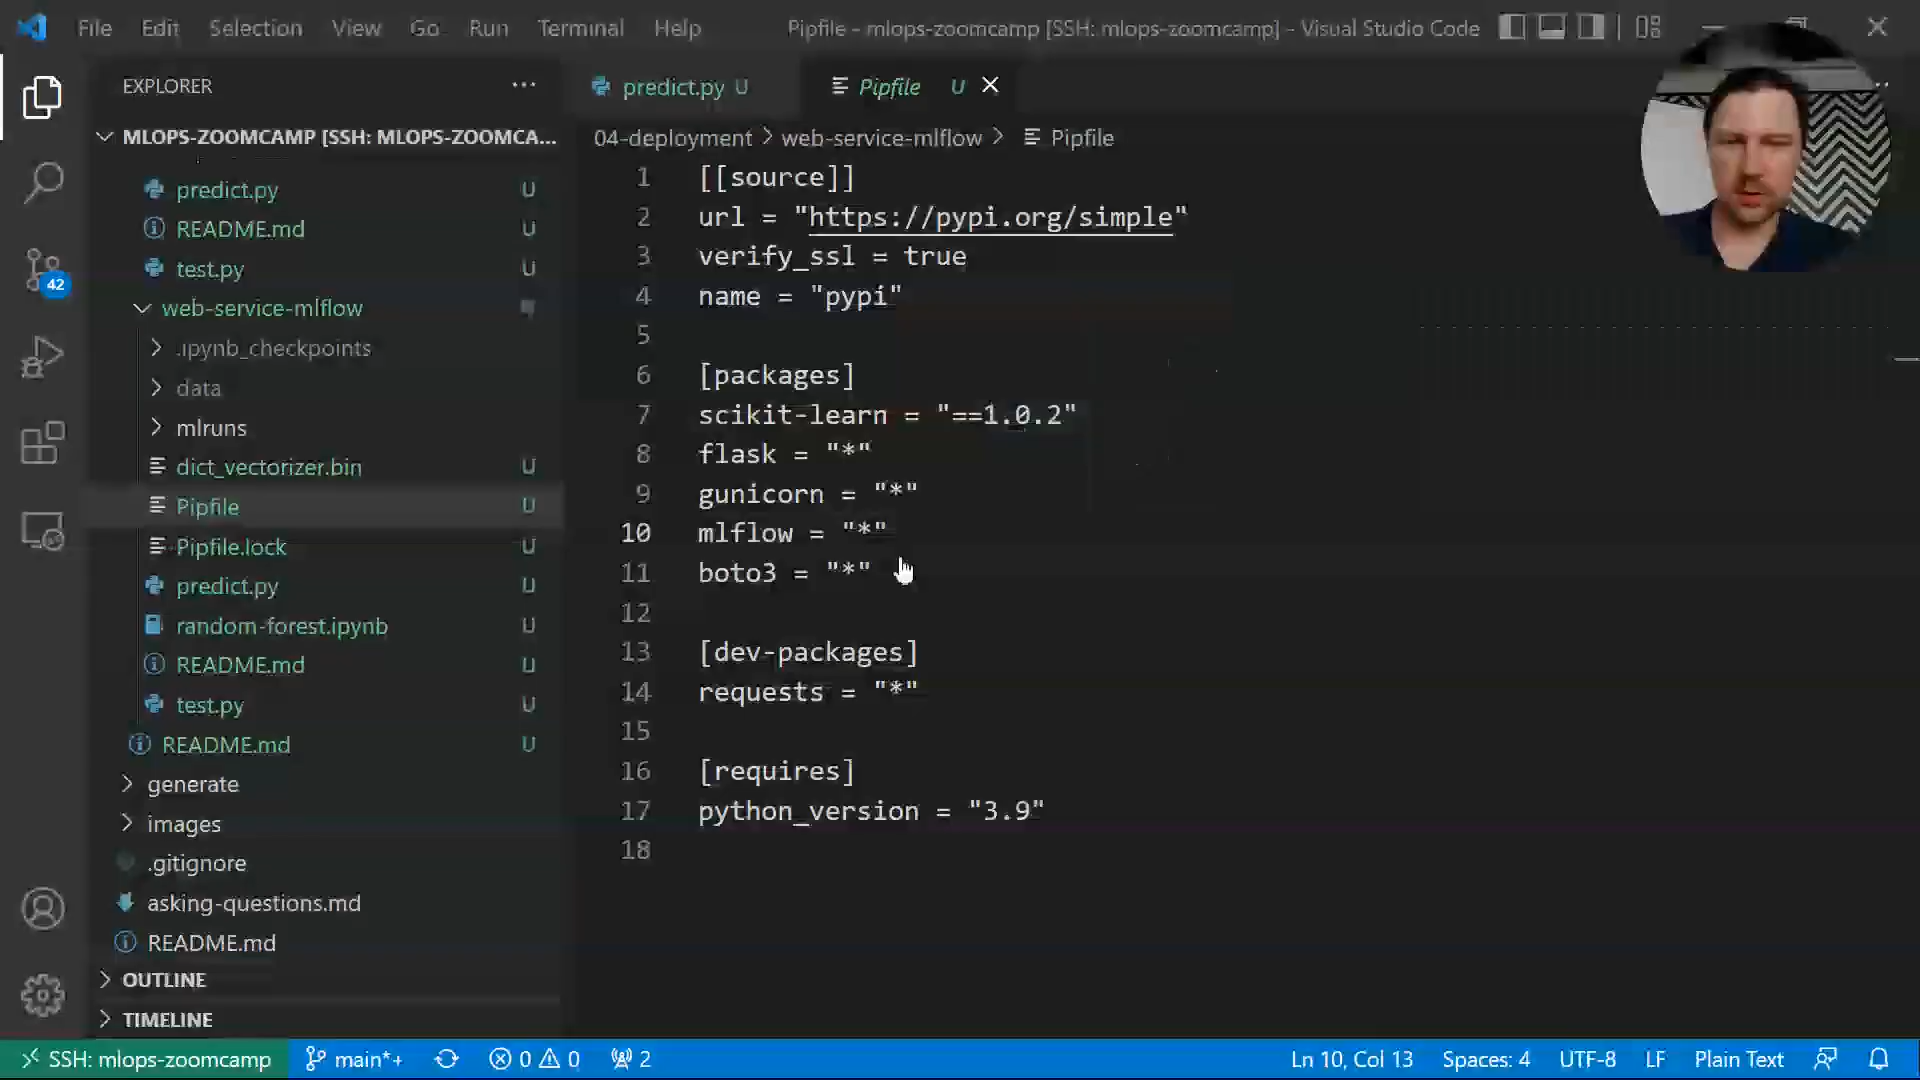 File Edit Selection View Go Run Terminal Help Pipfile - mlops-zoomcamp [SSH: mlops-zoomcamp] - Visual Studio Code
EXPLORER
MLOPS-ZOOMCAMP [SSH: MLOPS-ZOOMCA...
predict.py U
README.md U
test.py U
web-service-mlflow
.ipynb_checkpoints
data
mlruns
dict_vectorizer.bin U
Pipfile U
Pipfile.lock U
predict.py U
random-forest.ipynb U
README.md U
test.py U
README.md U
generate
images
.gitignore
asking-questions.md
README.md
OUTLINE
TIMELINE
42
predict.py U Pipfile U
04-deployment > web-service-mlflow > Pipfile
1 [[source]]
2 url = "https://pypi.org/simple"
3 verify_ssl = true
4 name = "pypi"
5
6 [packages]
7 scikit-learn = "==1.0.2"
8 flask = "*"
9 gunicorn = "*"
10 mlflow = "*"
11 boto3 = "*"
12
13 [dev-packages]
14 requests = "*"
15
16 [requires]
17 python_version = "3.9"
18
SSH: mlops-zoomcamp main*+ 0 0 2 Ln 10, Col 13 Spaces: 4 UTF-8 LF Plain Text